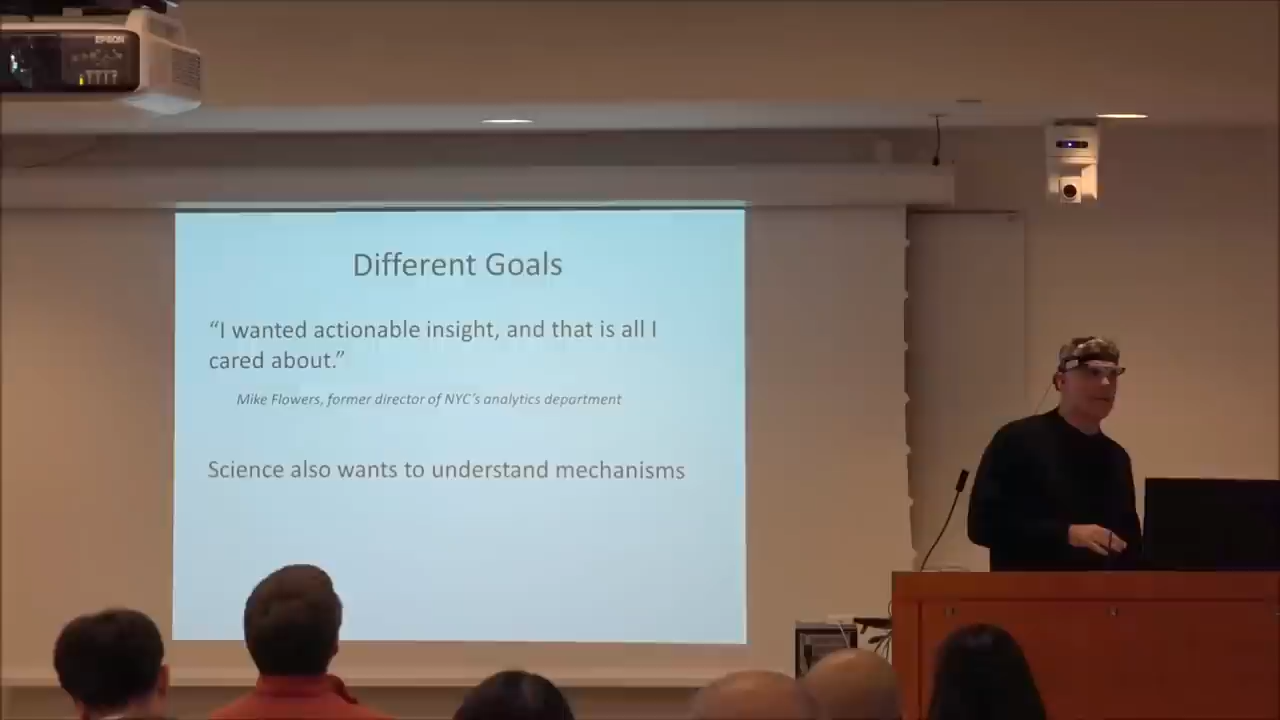 EPSON
Different Goals
“I wanted actionable insight, and that is all I
cared about.”
Mike Flowers, former director of NYC’s analytics department
Science also wants to understand mechanisms